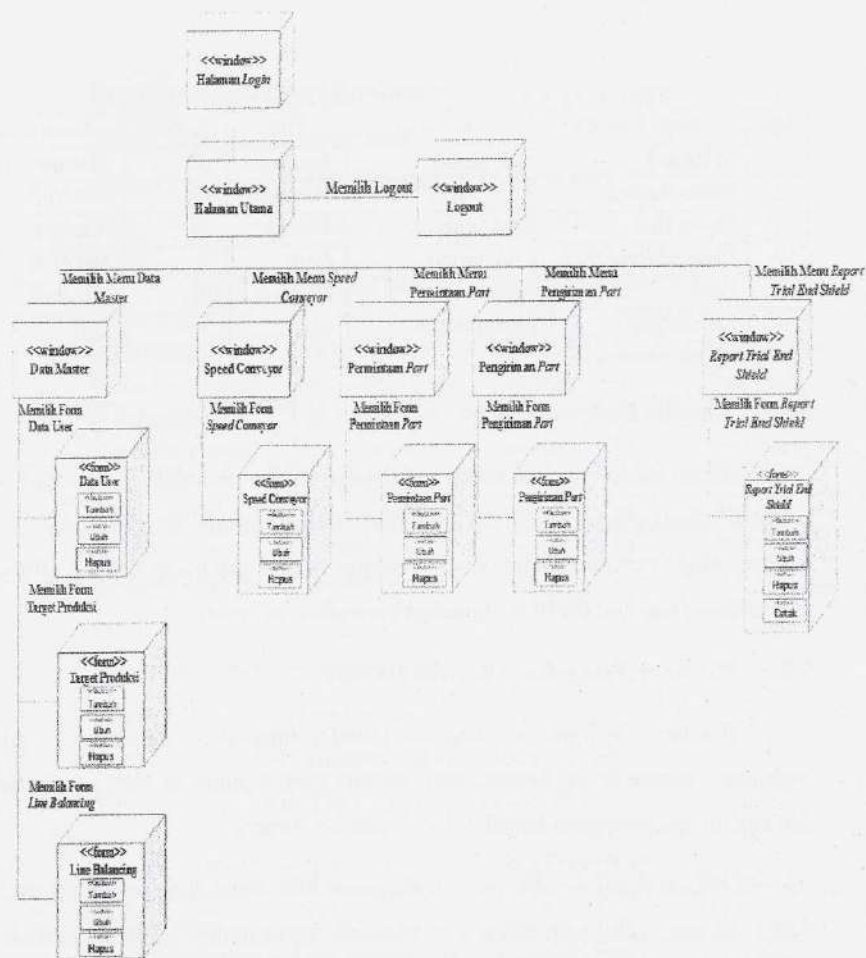 <<window>>
Halaman Login
<<window>>
Halaman Utama
Memilih Logout
<<window>>
Logout
Memilih Menu Data
Master
Memilih Menu Speed
Conveyor
Memilih Menu
Permintaan Part
Memilih Menu
Pengiriman Part
Memilih Menu Report
Trial End Shield
<<window>>
Data Master
<<window>>
Speed Conveyor
<<window>>
Permintaan Part
<<window>>
Pengiriman Part
<<window>>
Report Trial End
Shield
Memilih Form
Data User
Memilih Form
Speed Conveyor
Memilih Form
Permintaan Part
Memilih Form
Pengiriman Part
Memilih Form Report
Trial End Shield
<<form>>
Data User
Tambah
Ubah
Hapus
<<form>>
Speed Conveyor
Tambah
Ubah
Hapus
<<form>>
Permintaan Part
Tambah
Ubah
Hapus
<<form>>
Pengiriman Part
Tambah
Ubah
Hapus
<<form>>
Report Trial End
Shield
Tambah
Ubah
Hapus
Cetak
Memilih Form
Target Produksi
<<form>>
Target Produksi
Tambah
Ubah
Hapus
Memilih Form
Line Balancing
<<form>>
Line Balancing
Tambah
Ubah
Hapus